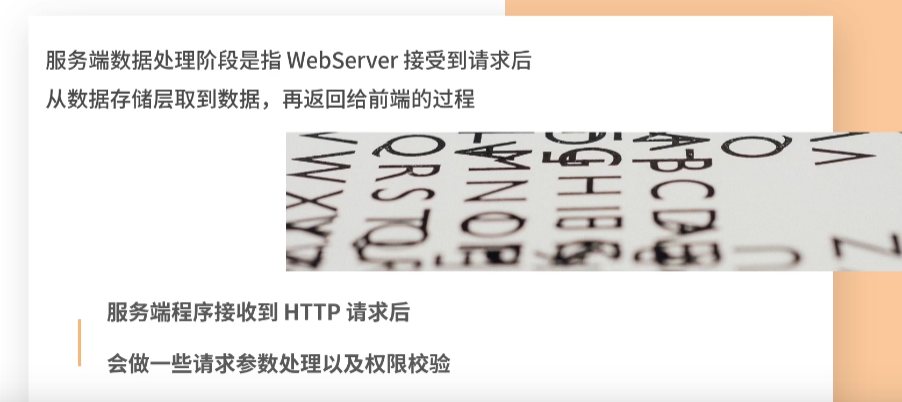 服务端数据处理阶段是指 WebServer 接受到请求后
从数据存储层取到数据，再返回给前端的过程
服务端程序接收到 HTTP 请求后
会做一些请求参数处理以及权限校验